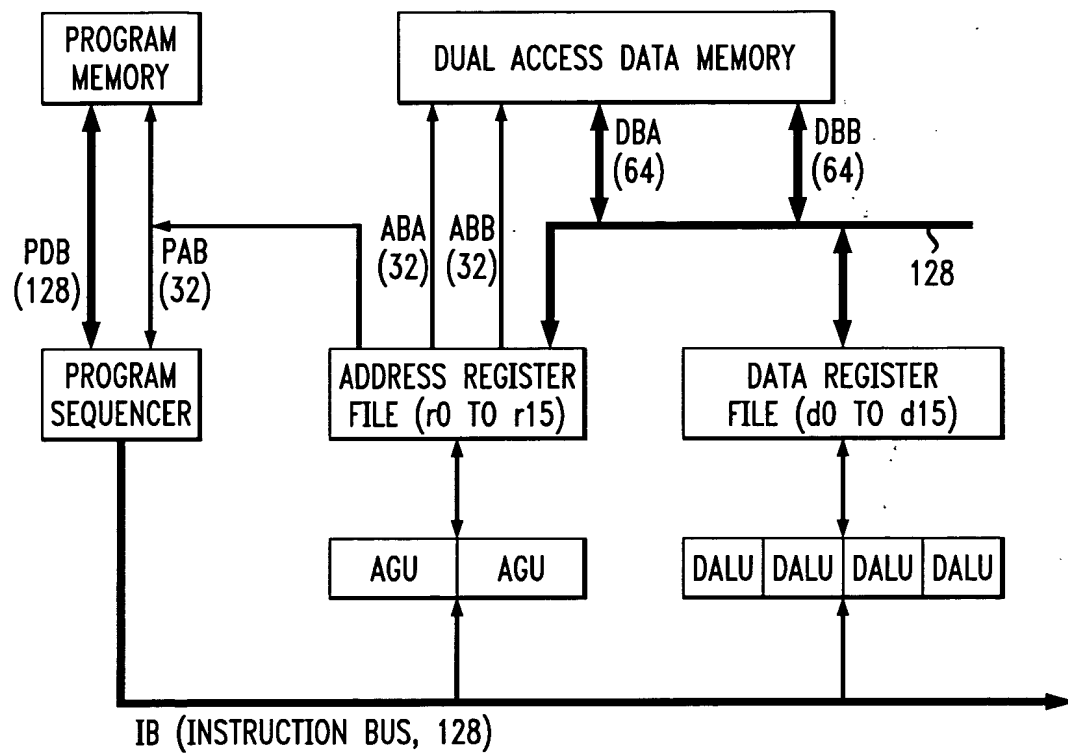 PROGRAM
MEMORY
DUAL ACCESS DATA MEMORY
DBA
(64)
DBB
(64)
PDB
(128)
PAB
(32)
ABA
(32)
ABB
(32)
128
PROGRAM
SEQUENCER
ADDRESS REGISTER
FILE (r0 TO r15)
DATA REGISTER
FILE (d0 TO d15)
AGU
AGU
DALU
DALU
DALU
DALU
IB (INSTRUCTION BUS, 128)